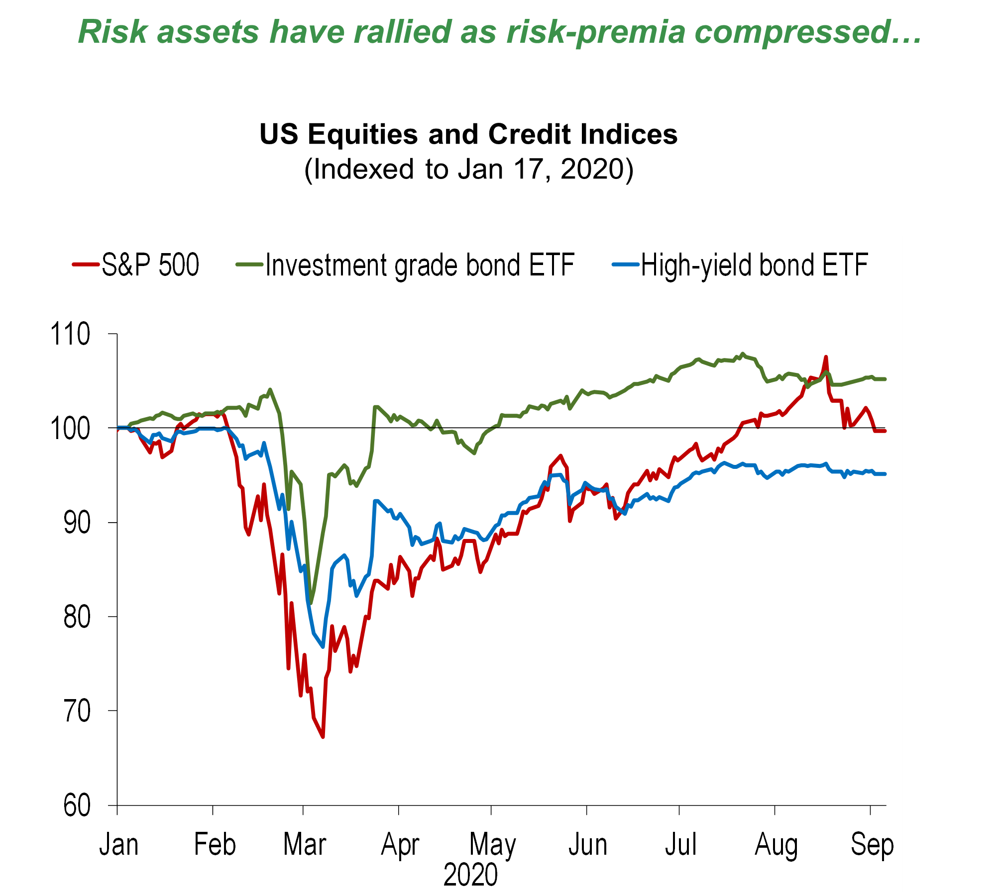 Risk assets have rallied as risk-premia compressed…
US Equities and Credit Indices
(Indexed to Jan 17, 2020)
S&P 500 Investment grade bond ETF High-yield bond ETF
110
100
90
80
70
60
Jan Feb Mar Apr May Jun Jul Aug Sep
2020